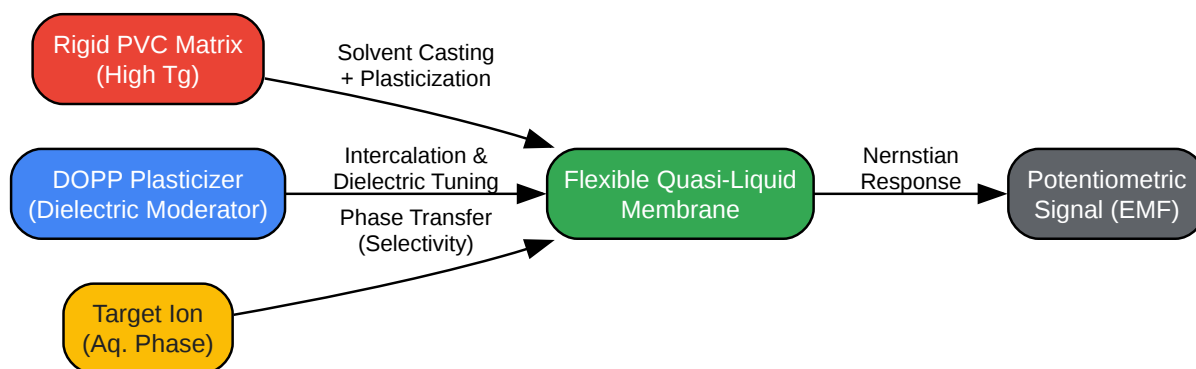 Rigid PVC Matrix
(High Tg)
Solvent Casting
+ Plasticization
DOPP Plasticizer
(Dielectric Moderator)
Intercalation &
Dielectric Tuning
Phase Transfer
(Selectivity)
Target Ion
(Aq. Phase)
Flexible Quasi-Liquid
Membrane
Nernstian
Response
Potentiometric
Signal (EMF)